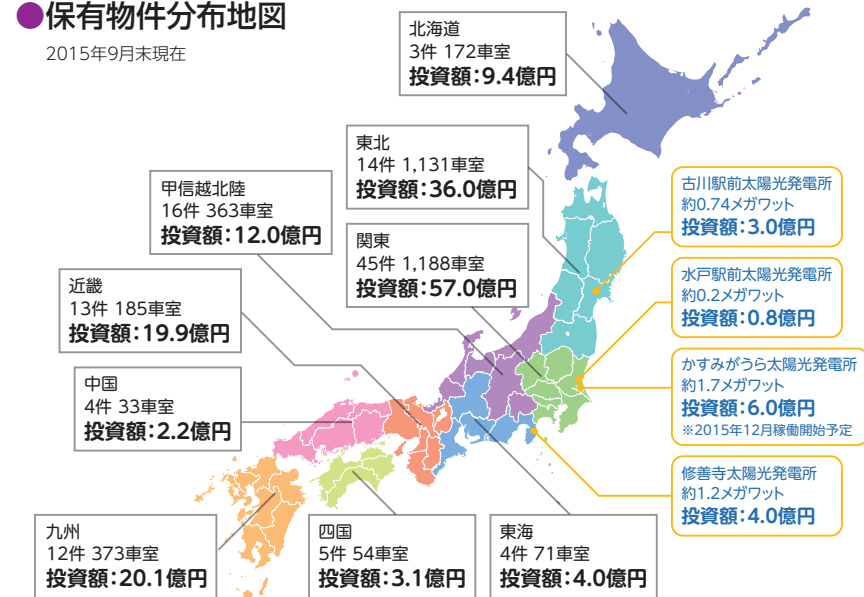 ●保有物件分布地図
2015年9月末現在
北海道
3件 172車室
投資額:9.4億円
東北
14件 1,131車室
投資額:36.0億円
甲信越北陸
16件 363車室
投資額:12.0億円
関東
45件 1,188車室
投資額:57.0億円
近畿
13件 185車室
投資額:19.9億円
中国
4件 33車室
投資額:2.2億円
九州
12件 373車室
投資額:20.1億円
四国
5件 54車室
投資額:3.1億円
東海
4件 71車室
投資額:4.0億円
古川駅前太陽光発電所
約0.74メガワット
投資額:3.0億円
水戸駅前太陽光発電所
約0.2メガワット
投資額:0.8億円
かすみがうら太陽光発電所
約1.7メガワット
投資額:6.0億円
※2015年12月稼働開始予定
修善寺太陽光発電所
約1.2メガワット
投資額:4.0億円